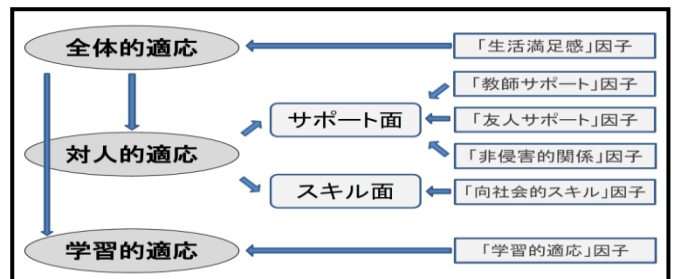 全体的適応
「生活満足感」因子
「教師サポート」因子
サポート面
「友人サポート」因子
対人的適応
「非侵害的関係」因子
スキル面
「向社会的スキル」因子
学習的適応
「学習的適応」因子